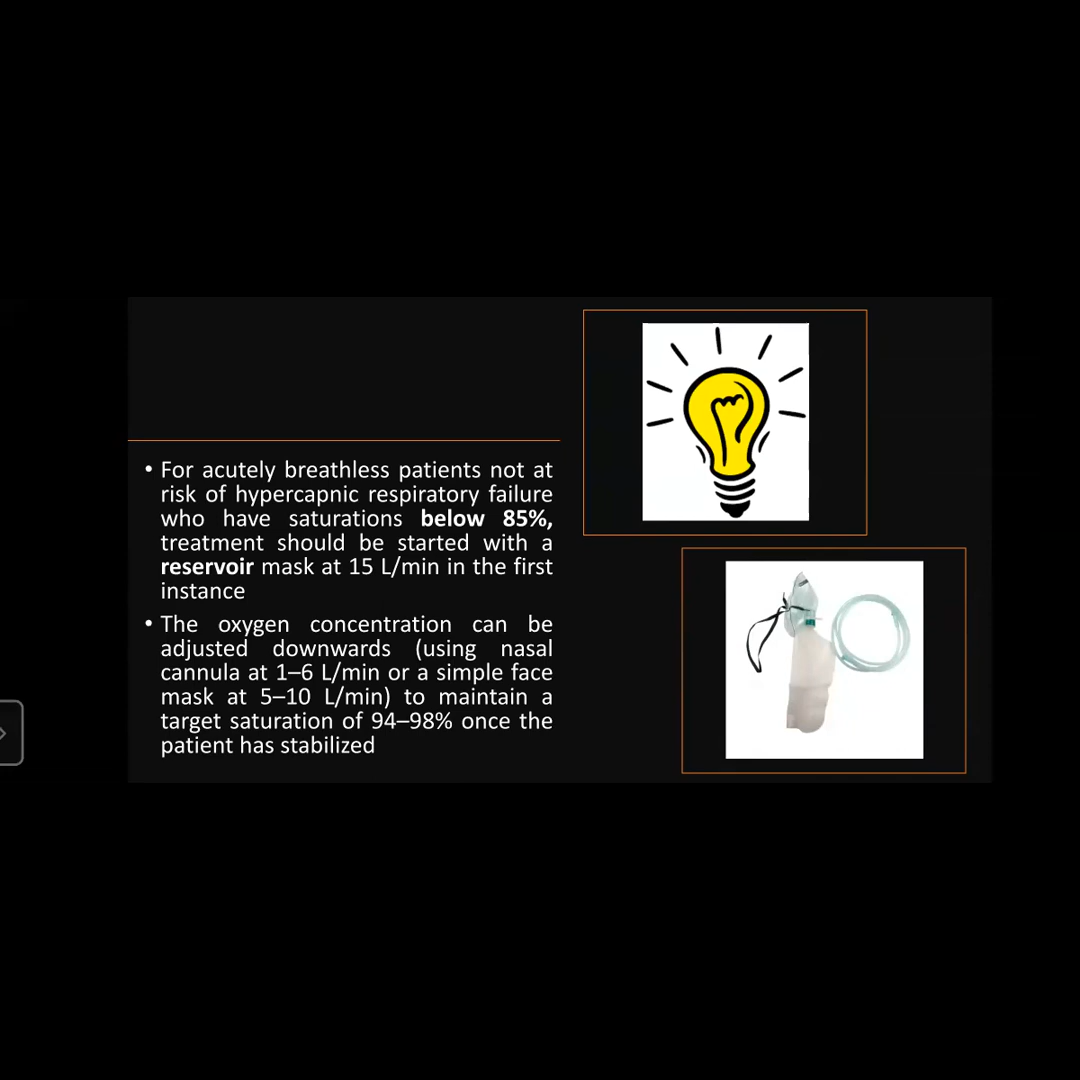 • For acutely breathless patients not at
risk of hypercapnic respiratory failure
who have saturations below 85%,
treatment should be started with a
reservoir mask at 15 L/min in the first
instance
• The oxygen concentration can be
adjusted downwards (using nasal
cannula at 1–6 L/min or a simple face
mask at 5–10 L/min) to maintain a
target saturation of 94–98% once the
patient has stabilized